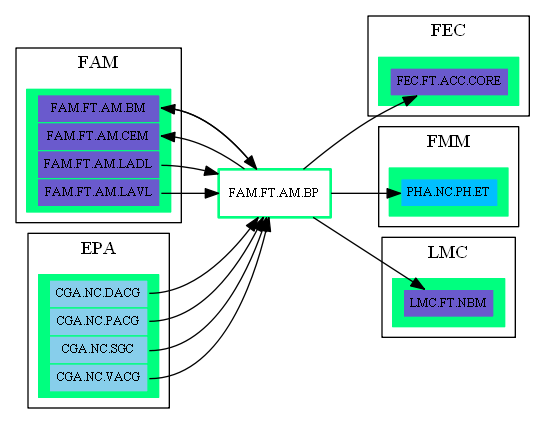 FAM
FAM.FT.AM.BM
FAM.FT.AM.CEM
FAM.FT.AM.LADL
FAM.FT.AM.LAVL
EPA
CGA.NC.DACG
CGA.NC.PACG
CGA.NC.SGC
CGA.NC.VACG
FAM.FT.AM.BP
FEC
FEC.FT.ACC.CORE
FMM
PHA.NC.PH.ET
LMC
LMC.FT.NBM